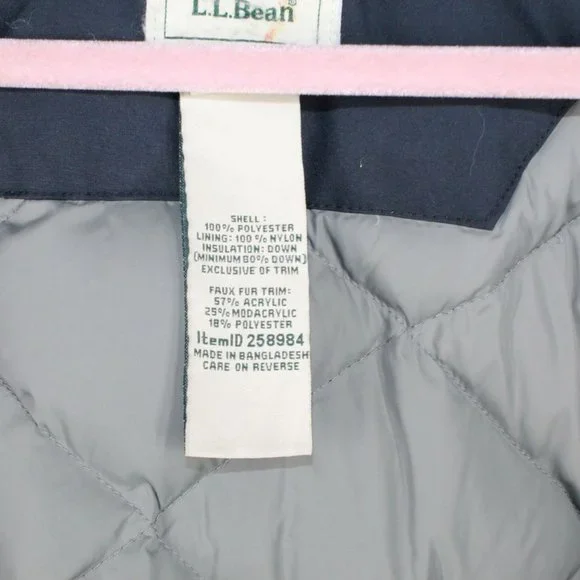 L.L.Bean®
SHELL:
100% POLYESTER
LINING: 100% NYLON
INSULATION: DOWN
(MINIMUM 80% DOWN)
EXCLUSIVE OF TRIM
FAUX FUR TRIM:
57% ACRYLIC
25% MODACRYLIC
18% POLYESTER
ItemID 258984
MADE IN BANGLADESH
CARE ON REVERSE